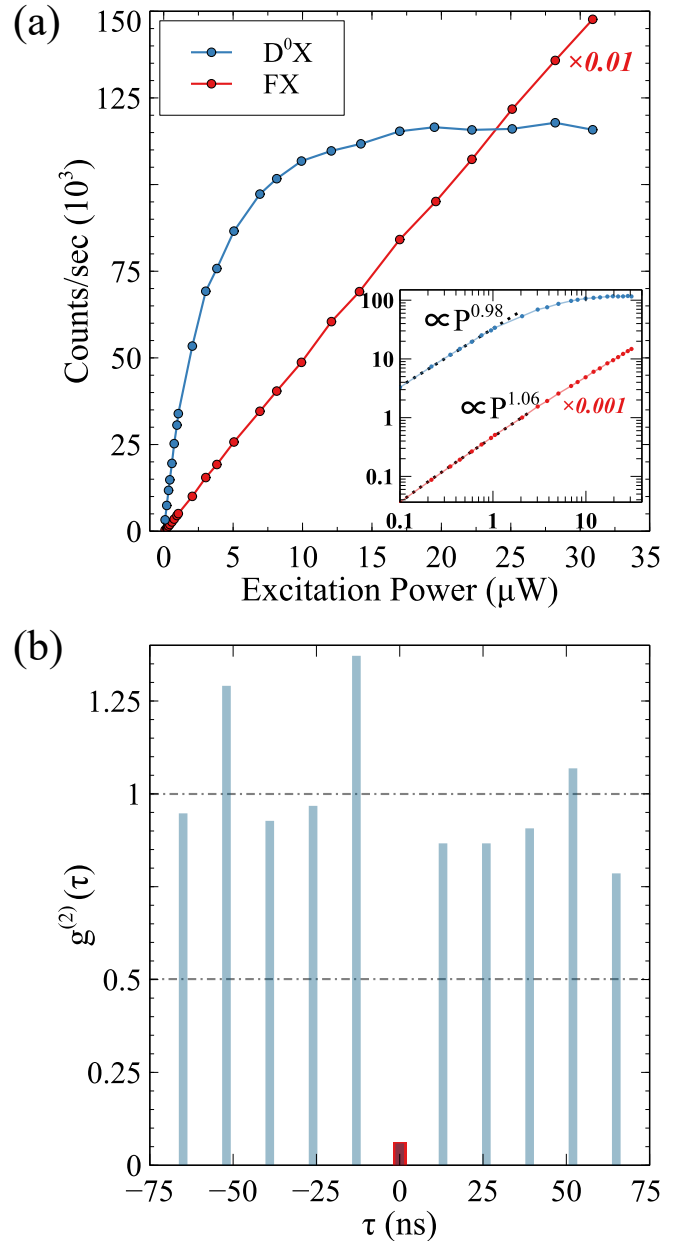 (a)
150
125
75
50
25
0
Counts/sec (10³)
D⁰X
FX
×0.01
100
10
1
0.1
∝P^0.98
∝P^1.06
×0.001
0.1 1 10
0 5 10 15 20 25 30 35
Excitation Power (μW)
(b)
1.25
1
0.5
0.25
0
g⁽²⁾(τ)
−75 −50 −25 0 25 50 75
τ (ns)